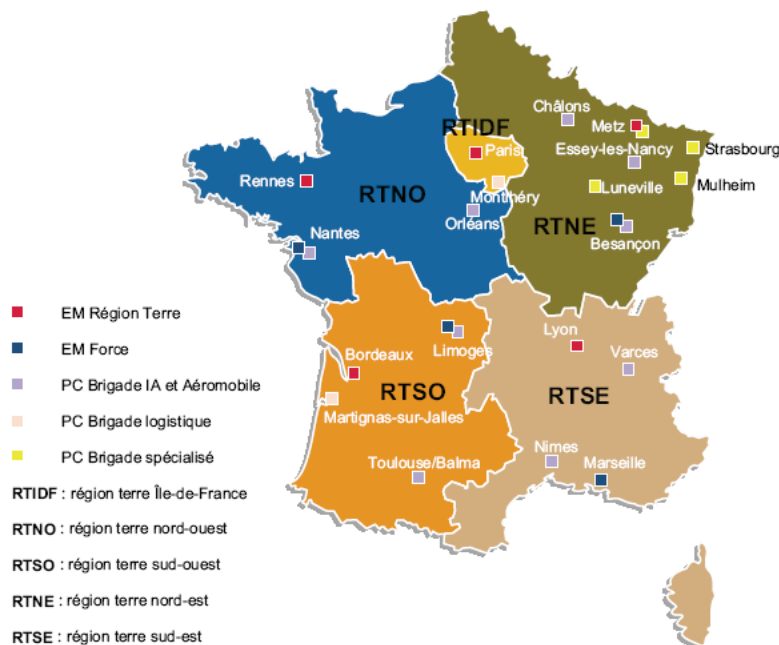 Châlons
Metz
RTIDF
Paris
Essey-les-Nancy
Strasbourg
Rennes
Montlhéry
Luneville
Mulheim
RTNO
Orléans
RTNE
Nantes
Besançon
EM Région Terre
EM Force
Lyon
Limoges
Bordeaux
Varces
PC Brigade IA et Aéromobile
RTSO
RTSE
PC Brigade logistique
Martignas-sur-Jalles
PC Brigade spécialisé
Toulouse/Balma
Nimes
Marseille
RTIDF : région terre Île-de-France
RTNO : région terre nord-ouest
RTSO : région terre sud-ouest
RTNE : région terre nord-est
RTSE : région terre sud-est